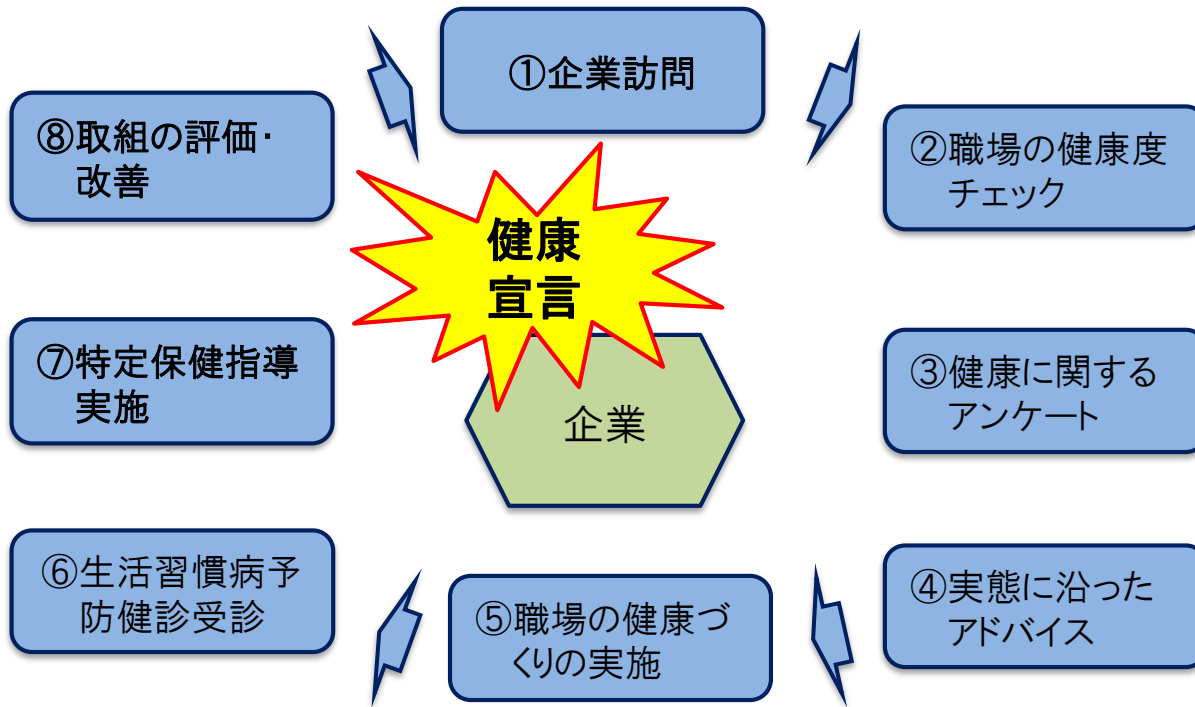 ①企業訪問
⑧取組の評価・
改善
②職場の健康度
チェック
健康
宣言
⑦特定保健指導
実施
③健康に関する
アンケート
企業
⑥生活習慣病予
防健診受診
⑤職場の健康づ
くりの実施
④実態に沿った
アドバイス